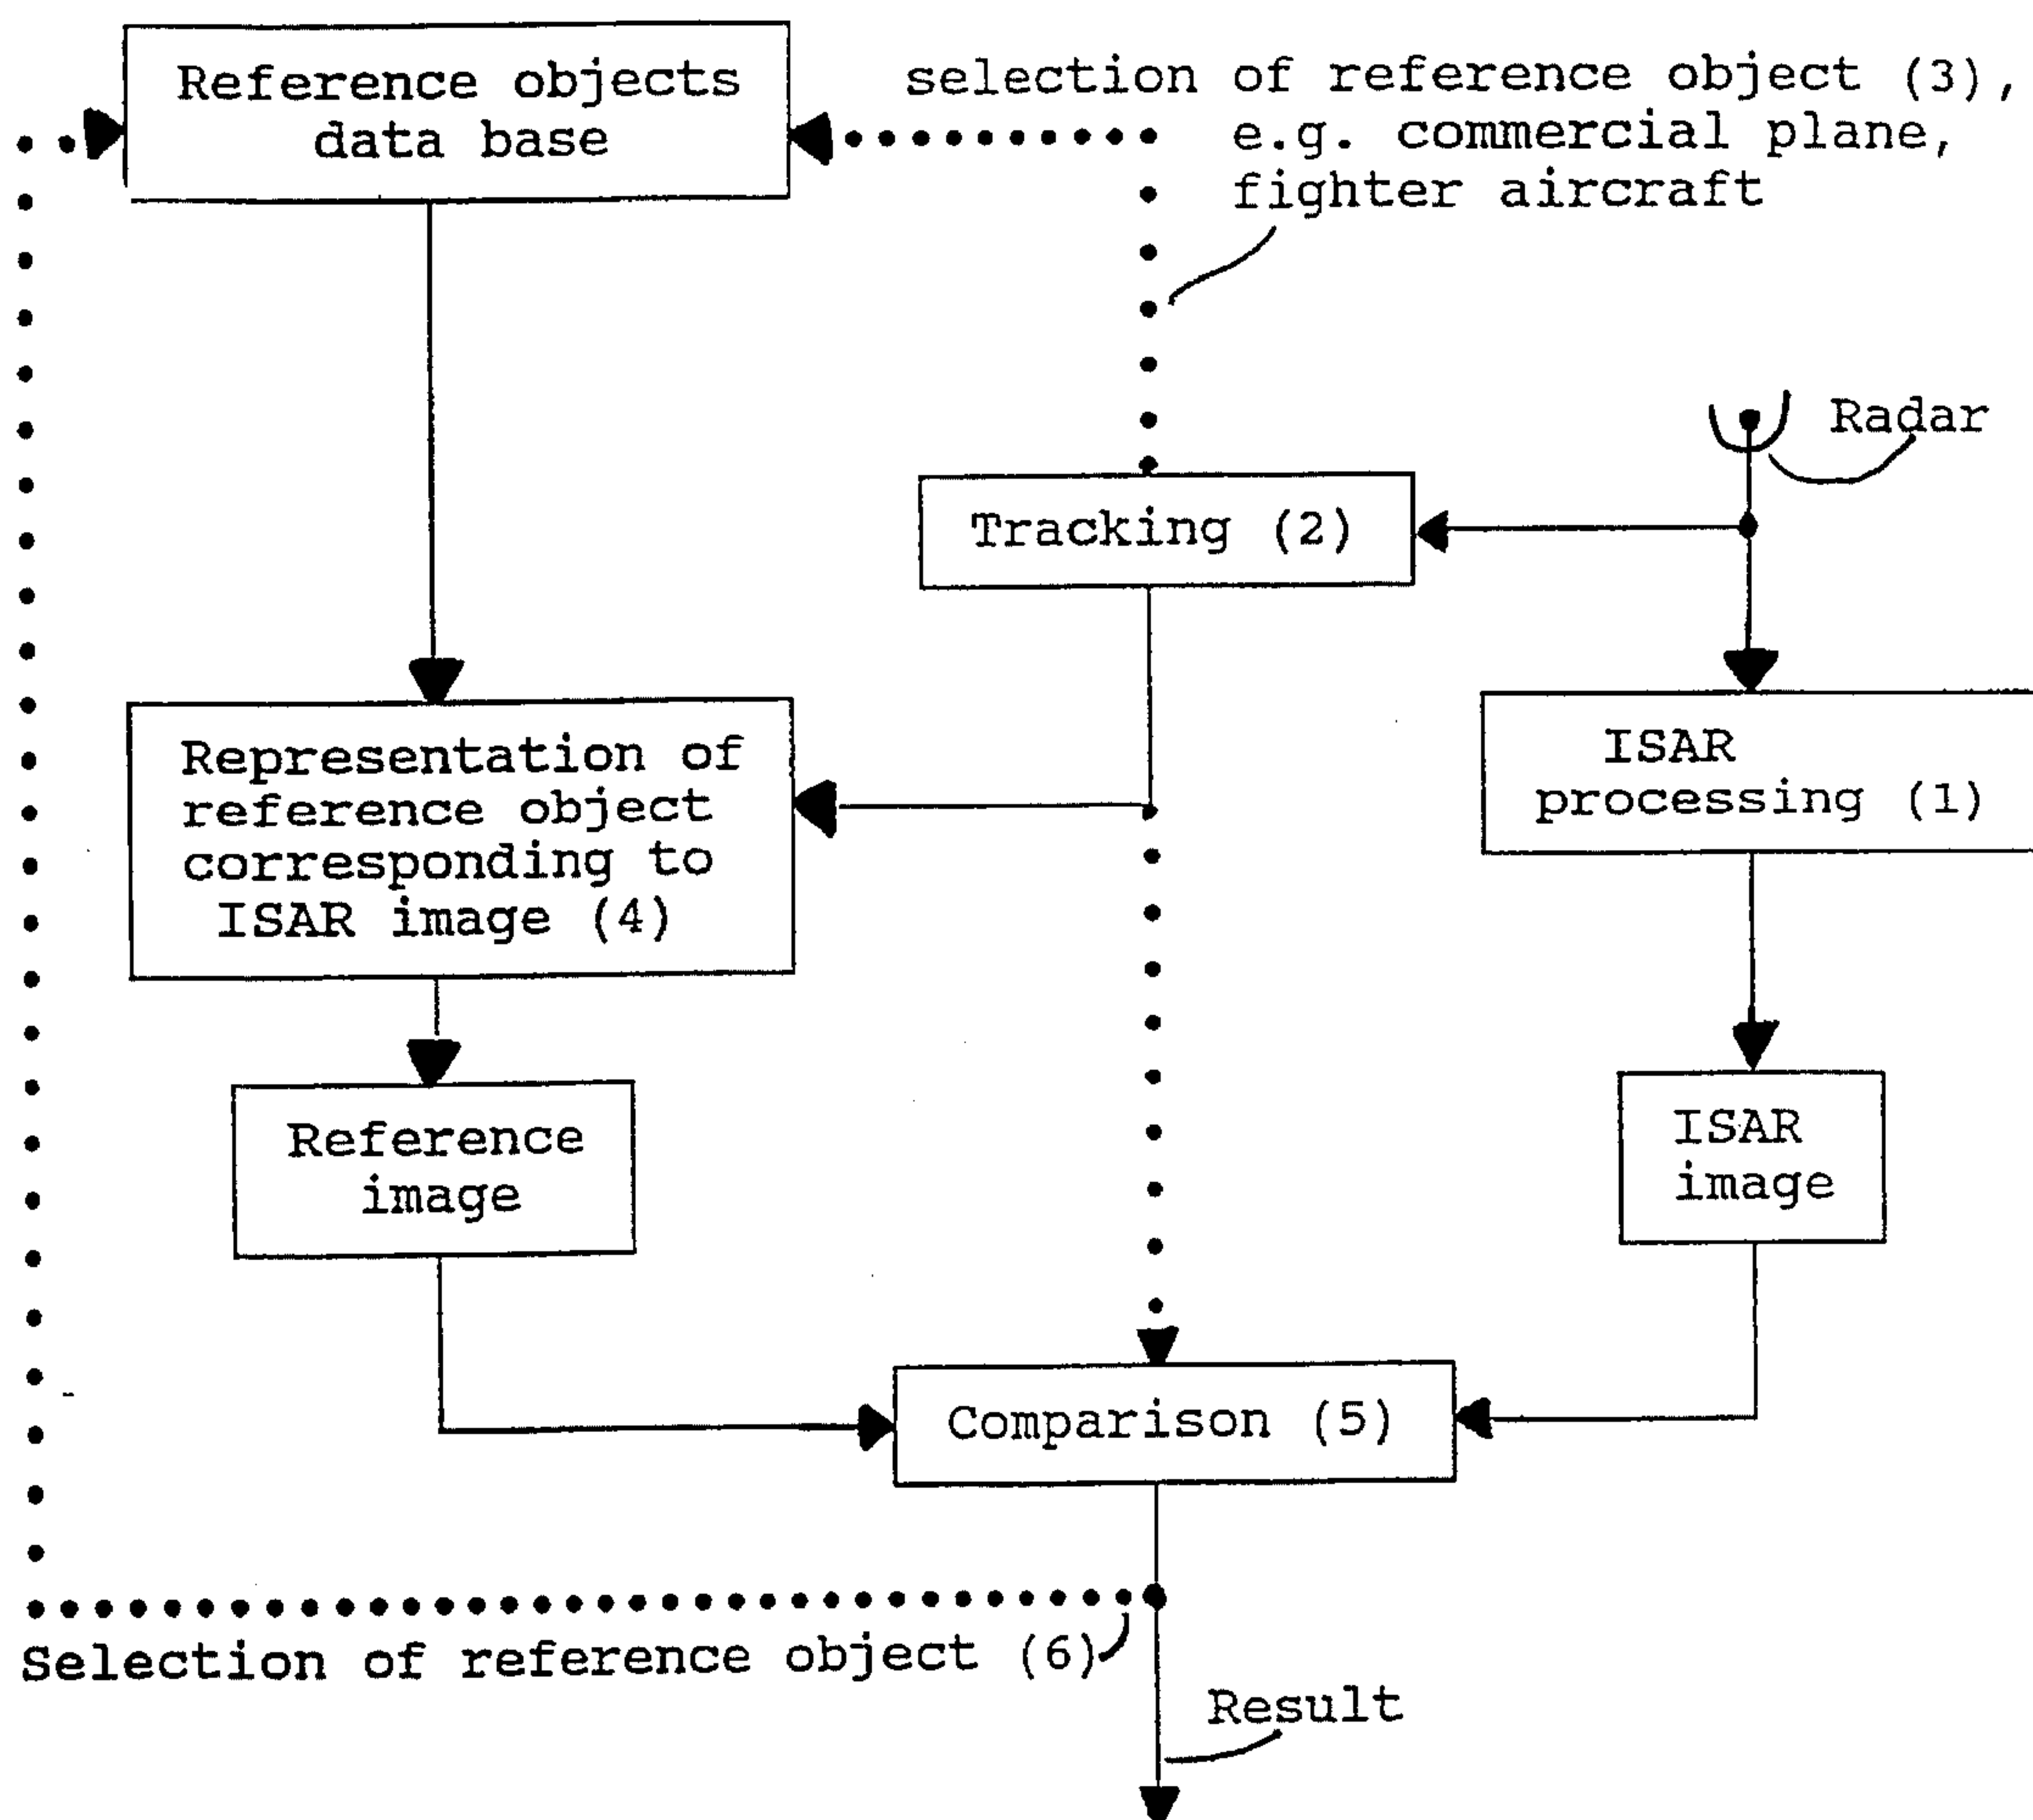 Reference objects
data base
selection of reference object (3),
e.g. commercial plane,
fighter aircraft
Radar
Tracking (2)
Representation of
reference object
corresponding to
ISAR image (4)
ISAR
processing (1)
Reference
image
ISAR
image
Comparison (5)
Selection of reference object (6)
Result